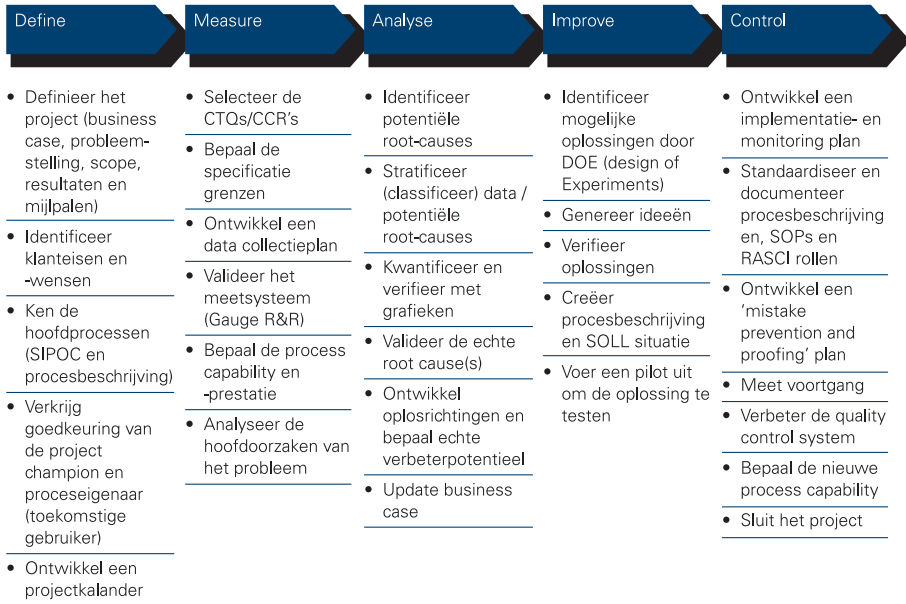 Define
Measure
Analyse
Improve
Control
• Definieer het
project (business
case, probleem-
stelling, scope,
resultaten en
mijlpalen)
• Identificeer
klanteisen en
-wensen
• Ken de
hoofdprocessen
(SIPOC en
procesbeschrijving)
• Verkrijg
goedkeuring van
de project
champion en
proceseigenaar
(toekomstige
gebruiker)
• Ontwikkel een
projectkalander
• Selecteer de
CTQs/CCR's
• Bepaal de
specificatie
grenzen
• Ontwikkel een
data collectieplan
• Valideer het
meetsysteem
(Gauge R&R)
• Bepaal de process
capability en
-prestatie
• Analyseer de
hoofdoorzaken van
het probleem
• Identificeer
potentiële
root-causes
• Stratificeer
(classificeer) data /
potentiële
root-causes
• Kwantificeer en
verifieer met
grafieken
• Valideer de echte
root cause(s)
• Ontwikkel
oplosrichtingen en
bepaal echte
verbeterpotentieel
• Update business
case
• Identificeer
mogelijke
oplossingen door
DOE (design of
Experiments)
• Genereer ideeën
• Verifieer
oplossingen
• Creëer
procesbeschrijving
en SOLL situatie
• Voer een pilot uit
om de oplossing te
testen
• Ontwikkel een
implementatie- en
monitoring plan
• Standaardiseer en
documenteer
procesbeschrijving
en, SOPs en
RASCI rollen
• Ontwikkel een
'mistake
prevention and
proofing' plan
• Meet voortgang
• Verbeter de quality
control system
• Bepaal de nieuwe
process capability
• Sluit het project